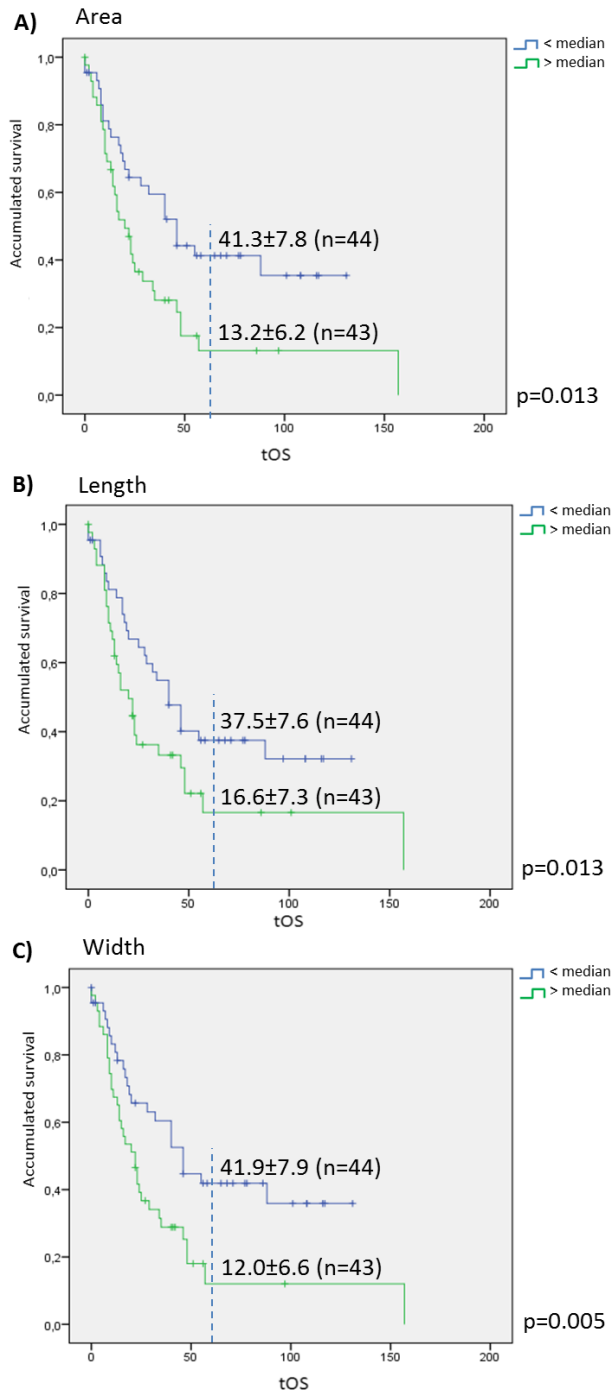 A) Area
< median
> median
1,0
0,8
0,6
0,4
0,2
0,0
Accumulated survival
41.3±7.8 (n=44)
13.2±6.2 (n=43)
p=0.013
0 50 100 150 200
tOS
B) Length
< median
> median
1,0
0,8
0,6
0,4
0,2
0,0
Accumulated survival
37.5±7.6 (n=44)
16.6±7.3 (n=43)
p=0.013
0 50 100 150 200
tOS
C) Width
< median
> median
1,0
0,8
0,6
0,4
0,2
0,0
Accumulated survival
41.9±7.9 (n=44)
12.0±6.6 (n=43)
p=0.005
0 50 100 150 200
tOS